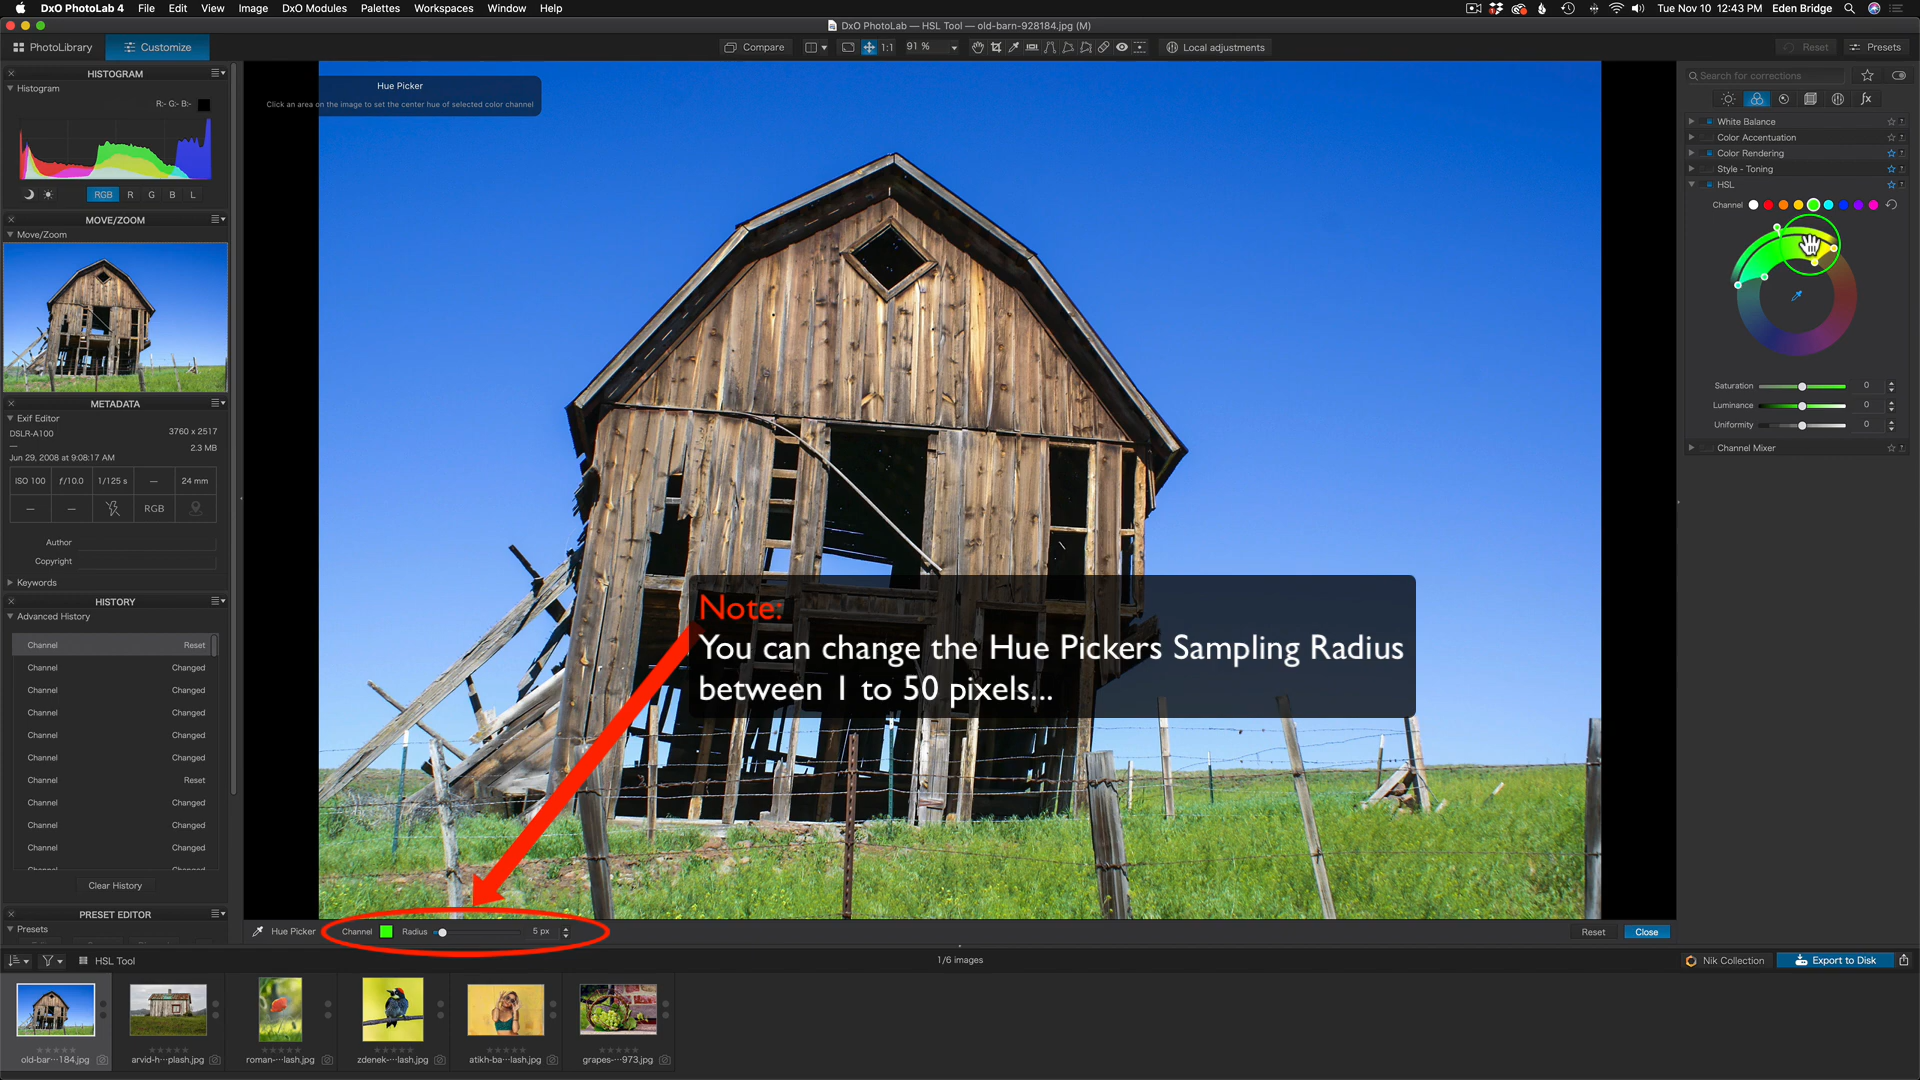 DxO PhotoLab 4 File Edit View Image DxO Modules Palettes Workspaces Window Help
Tue Nov 10 12:43 PM Eden Bridge
DxO PhotoLab — HSL Tool — old-barn-928184.jpg (M)
PhotoLibrary Customize
Compare 1:1 91 % Local adjustments
Reset Presets
HISTOGRAM
Histogram
R:- G:- B:-
RGB R G B L
MOVE/ZOOM
Move/Zoom
METADATA
Exif Editor
DSLR-A100 3760 x 2517
— 2.3 MB
Jun 29, 2008 at 9:08:17 AM
ISO 100 ƒ/10.0 1/125 s — 24 mm
— — RGB
Author
Copyright
Keywords
HISTORY
Advanced History
Channel Reset
Channel Changed
Channel Changed
Channel Changed
Channel Changed
Channel Changed
Channel Reset
Channel Changed
Channel Changed
Channel Changed
Clear History
PRESET EDITOR
Presets
Hue Picker
Click an area on the image to set the center hue of selected color channel
Note:
You can change the Hue Pickers Sampling Radius
between 1 to 50 pixels...
Search for corrections
fx
White Balance
Color Accentuation
Color Rendering
Style - Toning
HSL
Channel
Saturation 0
Luminance 0
Uniformity 0
Channel Mixer
Hue Picker Channel Radius 5 px
Reset Close
HSL Tool
1/6 images
Nik Collection Export to Disk
old-bar···184.jpg
arvid-h···plash.jpg
roman-···lash.jpg
zdenek-···lash.jpg
atikh-ba···lash.jpg
grapes-···973.jpg